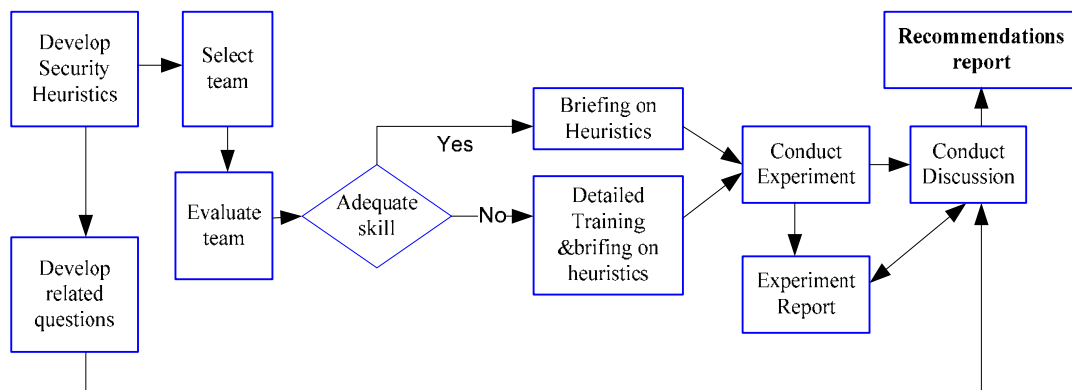 Develop
Security
Heuristics
Select
team
Evaluate
team
Develop
related
questions
Adequate
skill
Yes
No
Briefing on
Heuristics
Detailed
Training
&brifing on
heuristics
Conduct
Experiment
Experiment
Report
Conduct
Discussion
Recommendations
report